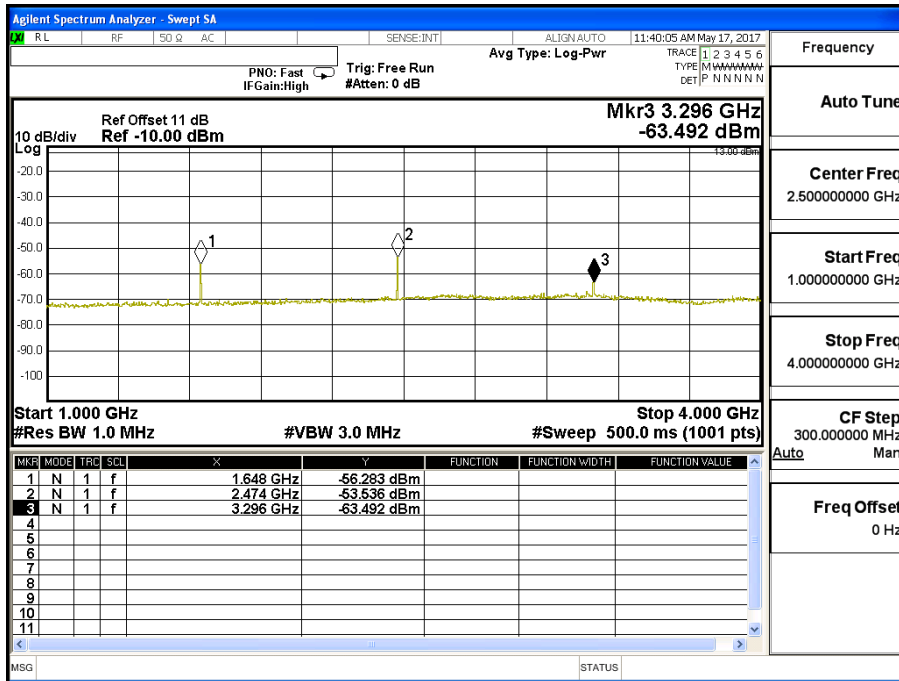 Agilent Spectrum Analyzer - Swept SA
LXI RL RF 50 Ω AC SENSE:INT ALIGN AUTO 11:40:05 AM May 17, 2017
Frequency
Avg Type: Log-Pwr
TRACE 1 2 3 4 5 6
TYPE M WWWWW
DET P N N N N N
PNO: Fast Trig: Free Run
IFGain:High #Atten: 0 dB
Auto Tune
Mkr3 3.296 GHz
-63.492 dBm
Ref Offset 11 dB
10 dB/div Ref -10.00 dBm
Log
-13.00 dBm
-20.0
-30.0
-40.0
-50.0
-60.0
-70.0
-80.0
-90.0
-100
1
2
3
Center Freq
2.500000000 GHz
Start Freq
1.000000000 GHz
Stop Freq
4.000000000 GHz
Start 1.000 GHz Stop 4.000 GHz
#Res BW 1.0 MHz #VBW 3.0 MHz #Sweep 500.0 ms (1001 pts)
CF Step
300.000000 MHz
Auto Man
MKR MODE TRC SCL X Y FUNCTION FUNCTION WIDTH FUNCTION VALUE
1 N 1 f 1.648 GHz -56.283 dBm
2 N 1 f 2.474 GHz -53.536 dBm
3 N 1 f 3.296 GHz -63.492 dBm
4
5
6
7
8
9
10
11
Freq Offset
0 Hz
MSG STATUS